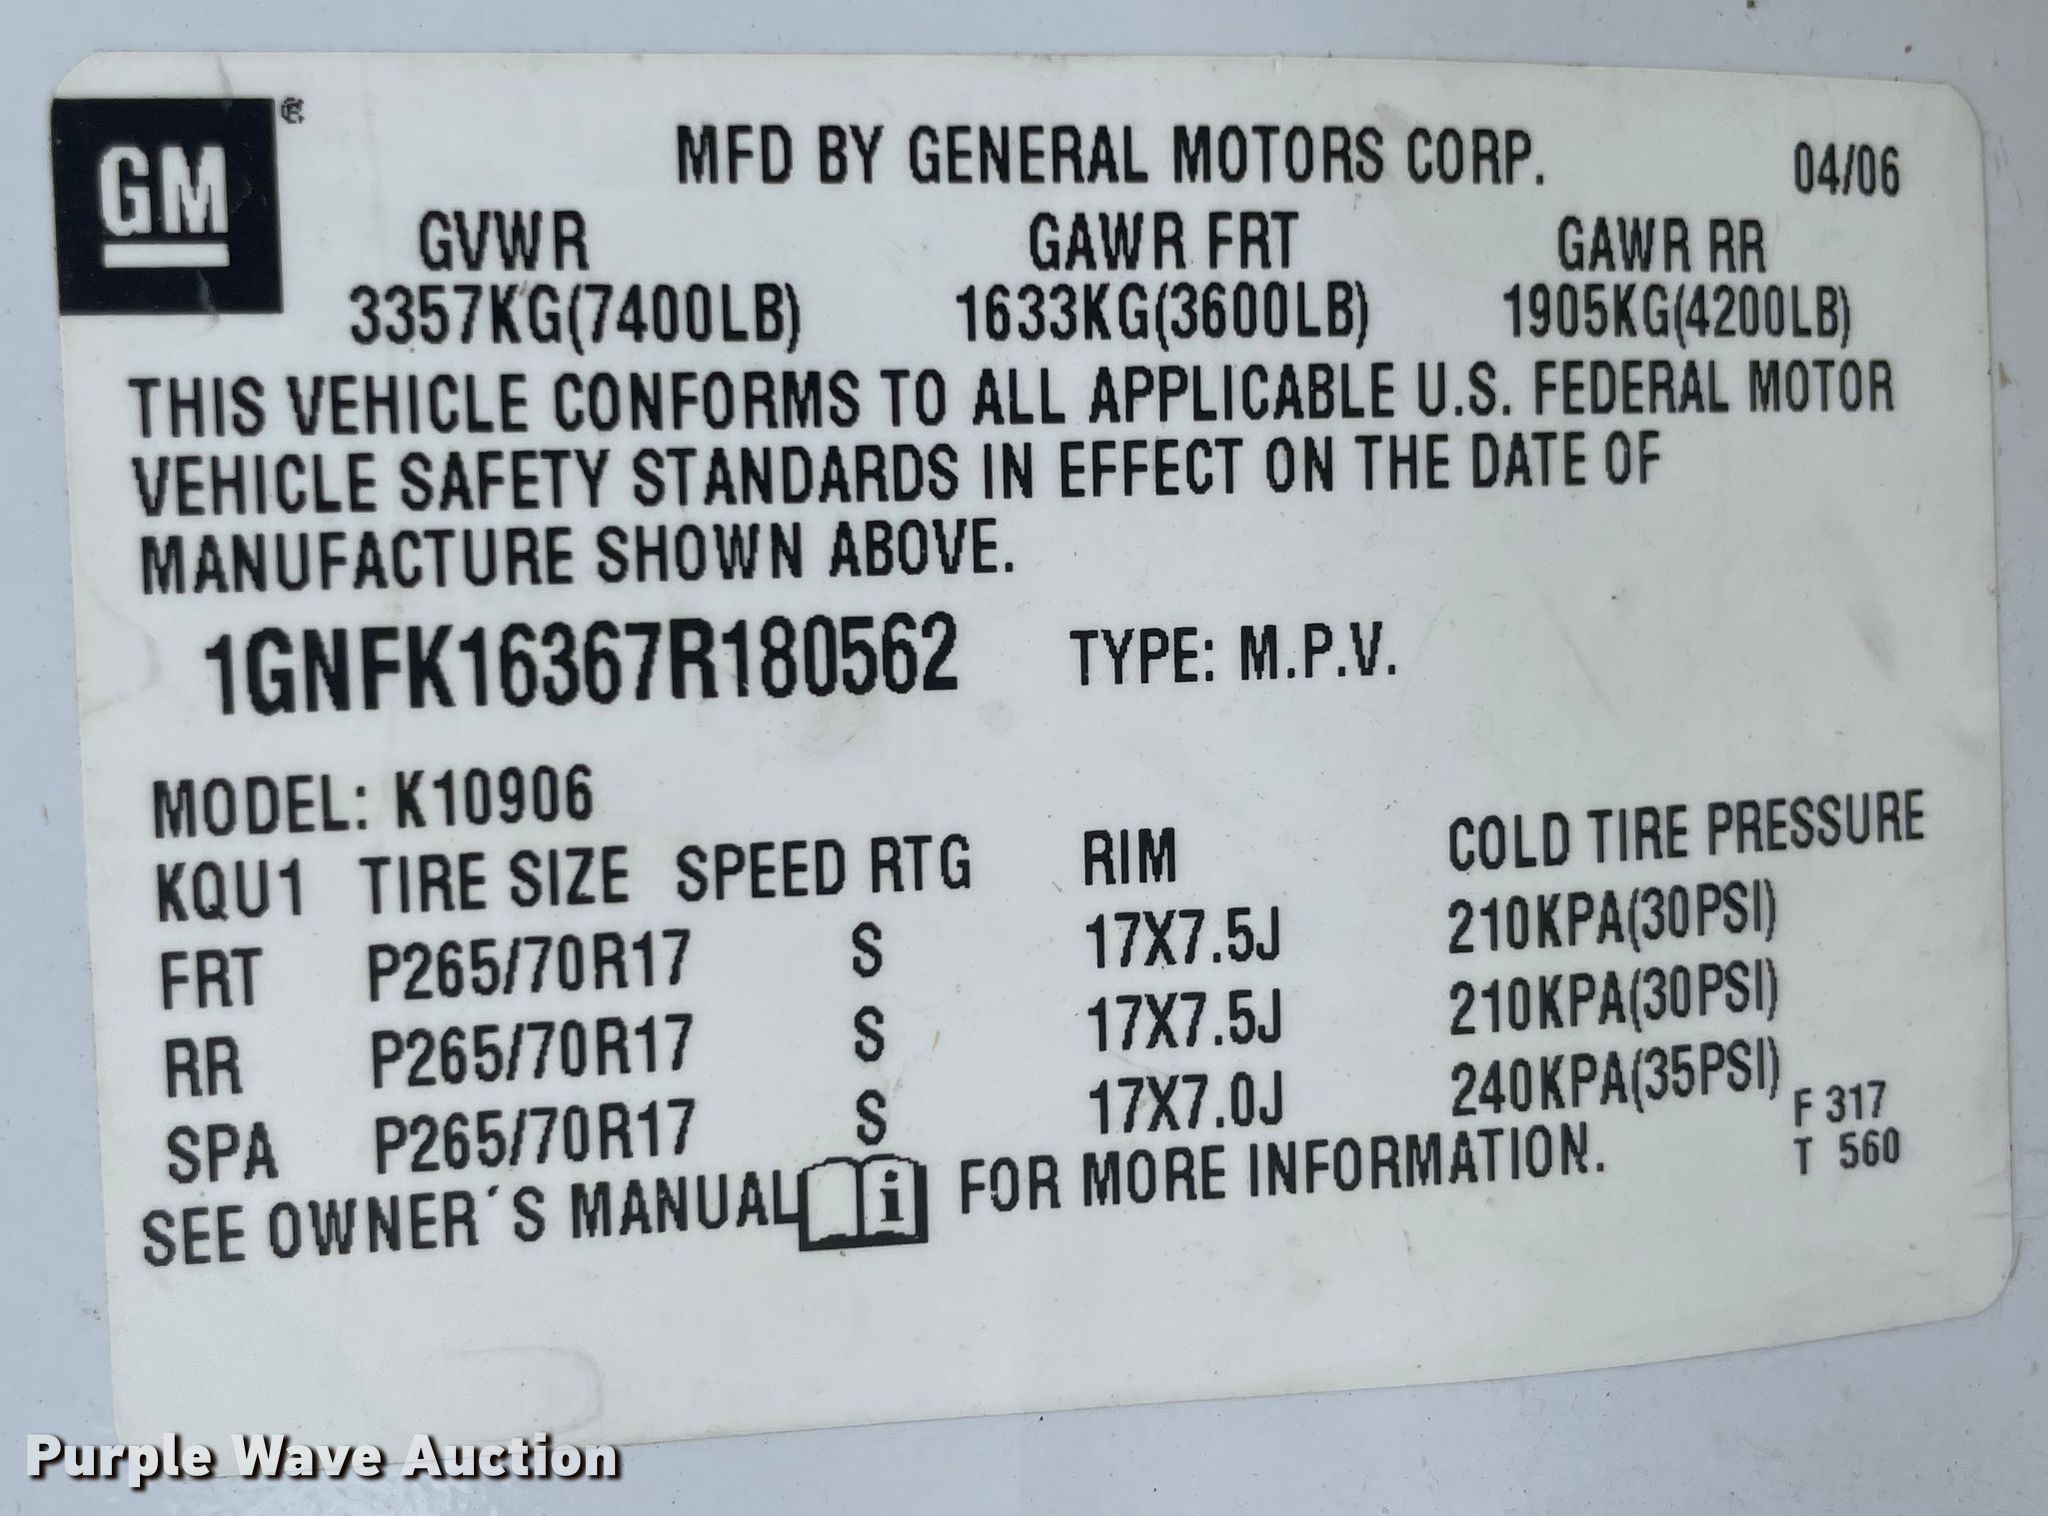 GM
MFD BY GENERAL MOTORS CORP. 04/06
GVWR GAWR FRT GAWR RR
3357KG(7400LB) 1633KG(3600LB) 1905KG(4200LB)
THIS VEHICLE CONFORMS TO ALL APPLICABLE U.S. FEDERAL MOTOR
VEHICLE SAFETY STANDARDS IN EFFECT ON THE DATE OF
MANUFACTURE SHOWN ABOVE.
1GNFK16367R180562 TYPE: M.P.V.
MODEL: K10906
KQU1 TIRE SIZE SPEED RTG RIM COLD TIRE PRESSURE
FRT P265/70R17 S 17X7.5J 210KPA(30PSI)
RR P265/70R17 S 17X7.5J 210KPA(30PSI)
SPA P265/70R17 S 17X7.0J 240KPA(35PSI)
F 317
T 560
SEE OWNER´S MANUAL i FOR MORE INFORMATION.
Purple Wave Auction